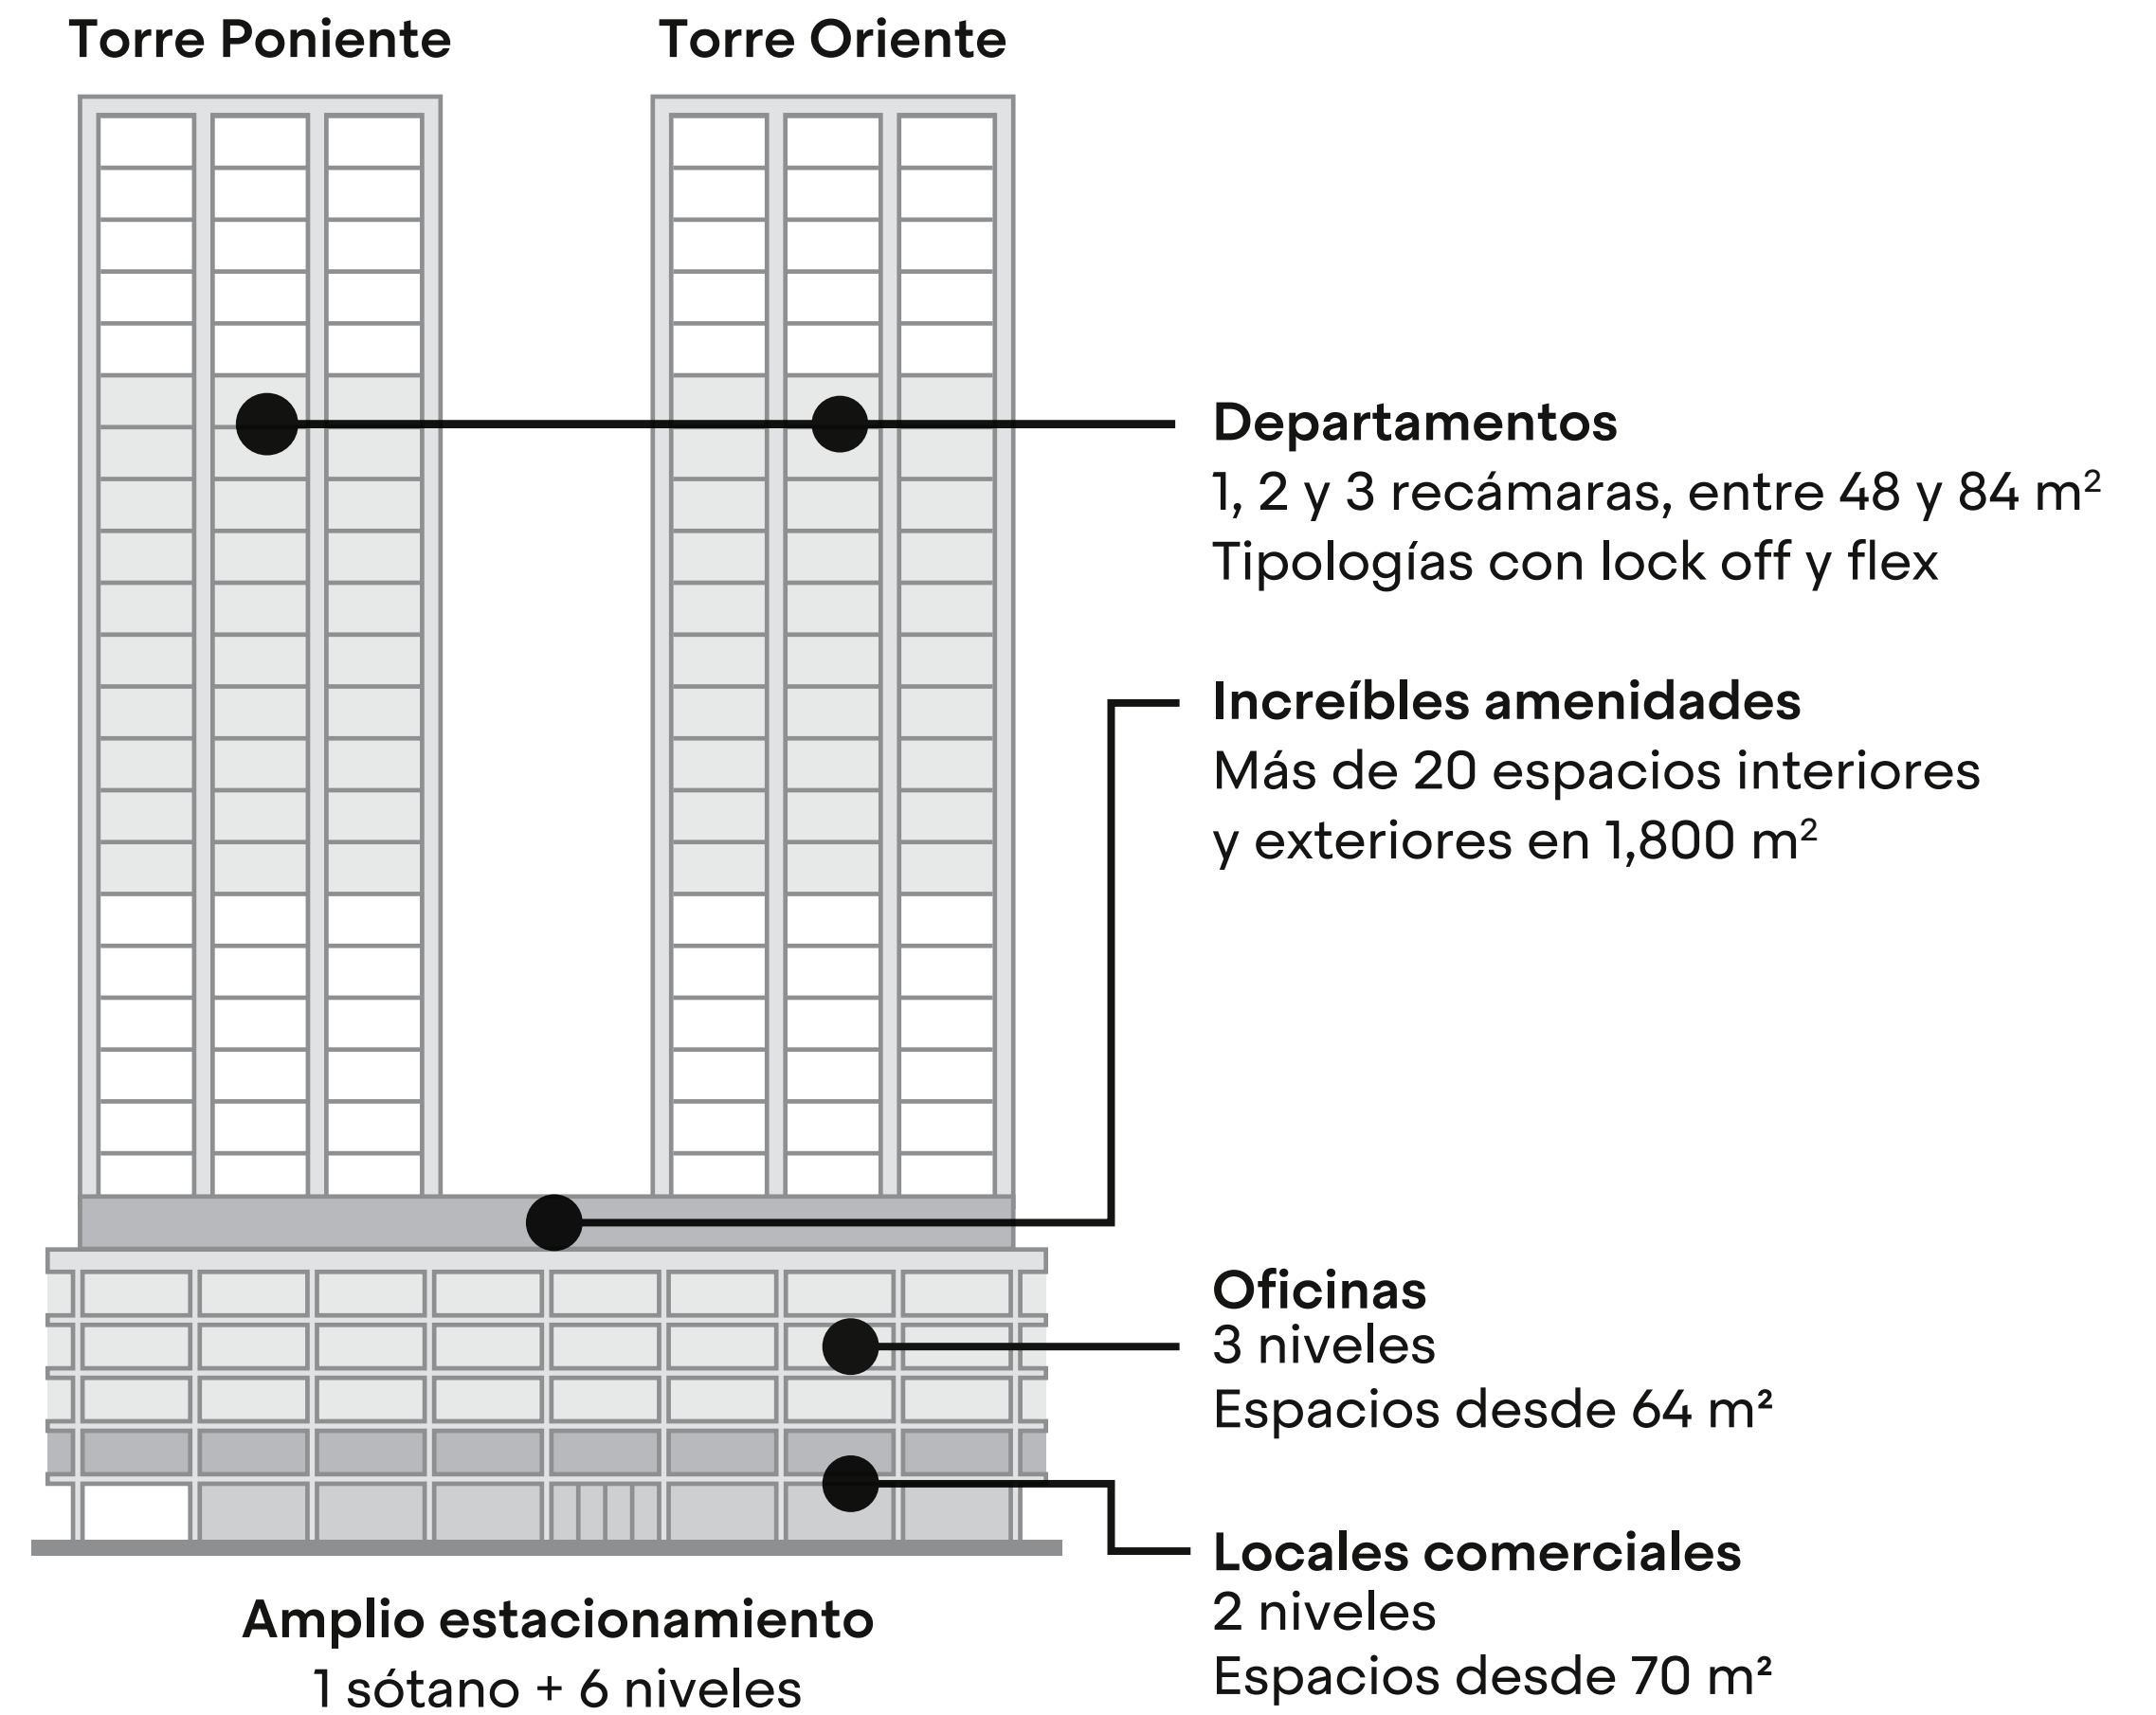 Torre Poniente
Torre Oriente
Departamentos
1, 2 y 3 recámaras, entre 48 y 84 m²
Tipologías con lock off y flex
Increíbles amenidades
Más de 20 espacios interiores
y exteriores en 1,800 m²
Oficinas
3 niveles
Espacios desde 64 m²
Locales comerciales
2 niveles
Espacios desde 70 m²
Amplio estacionamiento
1 sótano + 6 niveles